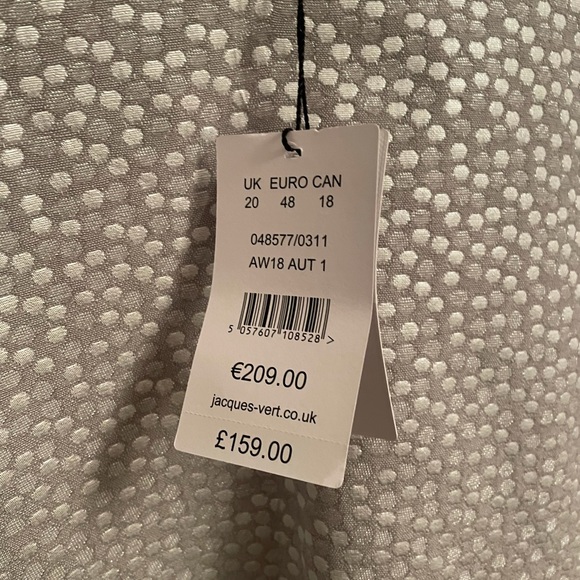 UK EURO CAN
20 48 18
048577/0311
AW18 AUT 1
5 057607 108528 >
€209.00
jacques-vert.co.uk
£159.00